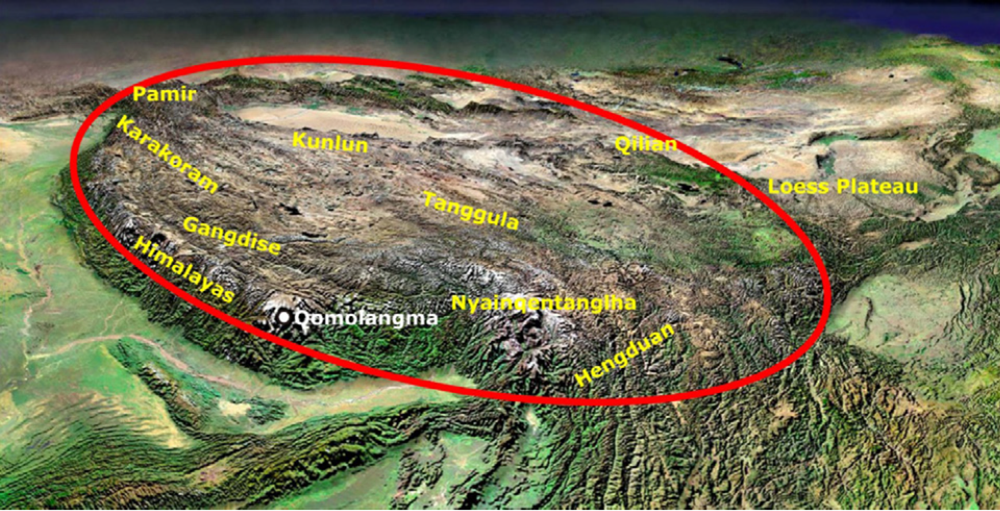 Pamir
Karakoram
Kunlun
Qilian
Loess Plateau
Tanggula
Gangdise
Himalayas
Nyainqentanglha
Qomolangma
Hengduan